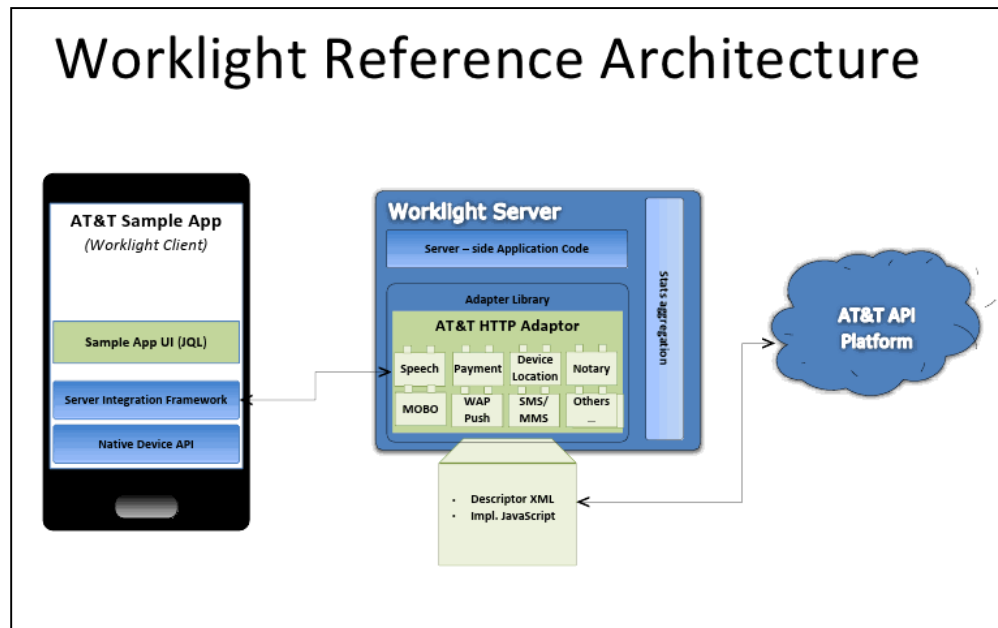 Worklight Reference Architecture
AT&T Sample App
(Worklight Client)
Sample App UI (JQL)
Server Integration Framework
Native Device API
Worklight Server
Server – side Application Code
Adapter Library
AT&T HTTP Adaptor
Speech
Payment
Device
Location
Notary
MOBO
WAP
Push
SMS/
MMS
Others
...
Stats aggregation
• Descriptor XML
• Impl. JavaScript
AT&T API
Platform